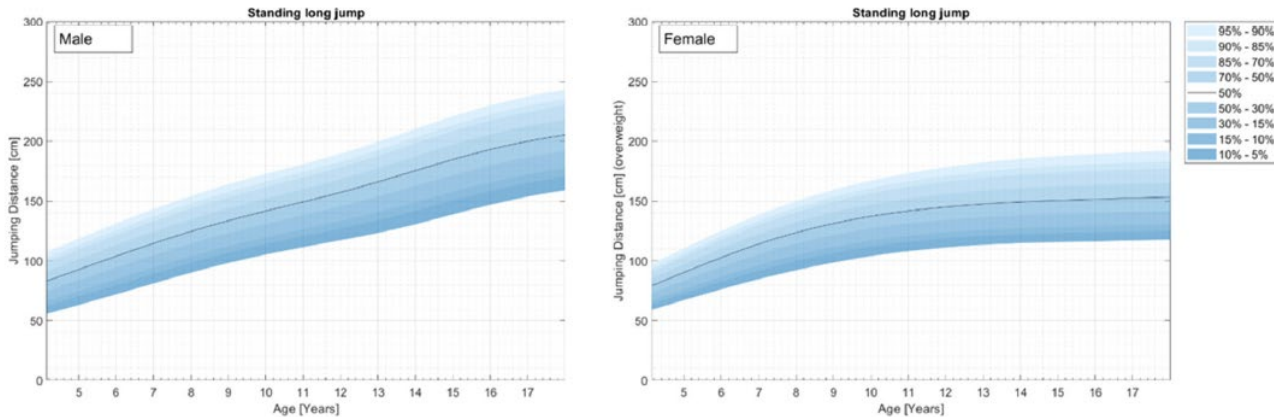 Standing long jump
300
250
200
150
100
50
0
Male
Jumping Distance [cm]
5 6 7 8 9 10 11 12 13 14 15 16 17
Age [Years]
Standing long jump
300
250
200
150
100
50
0
Female
Jumping Distance [cm] (overweight)
5 6 7 8 9 10 11 12 13 14 15 16 17
Age [Years]
95% - 90%
90% - 85%
85% - 70%
70% - 50%
50%
50% - 30%
30% - 15%
15% - 10%
10% - 5%